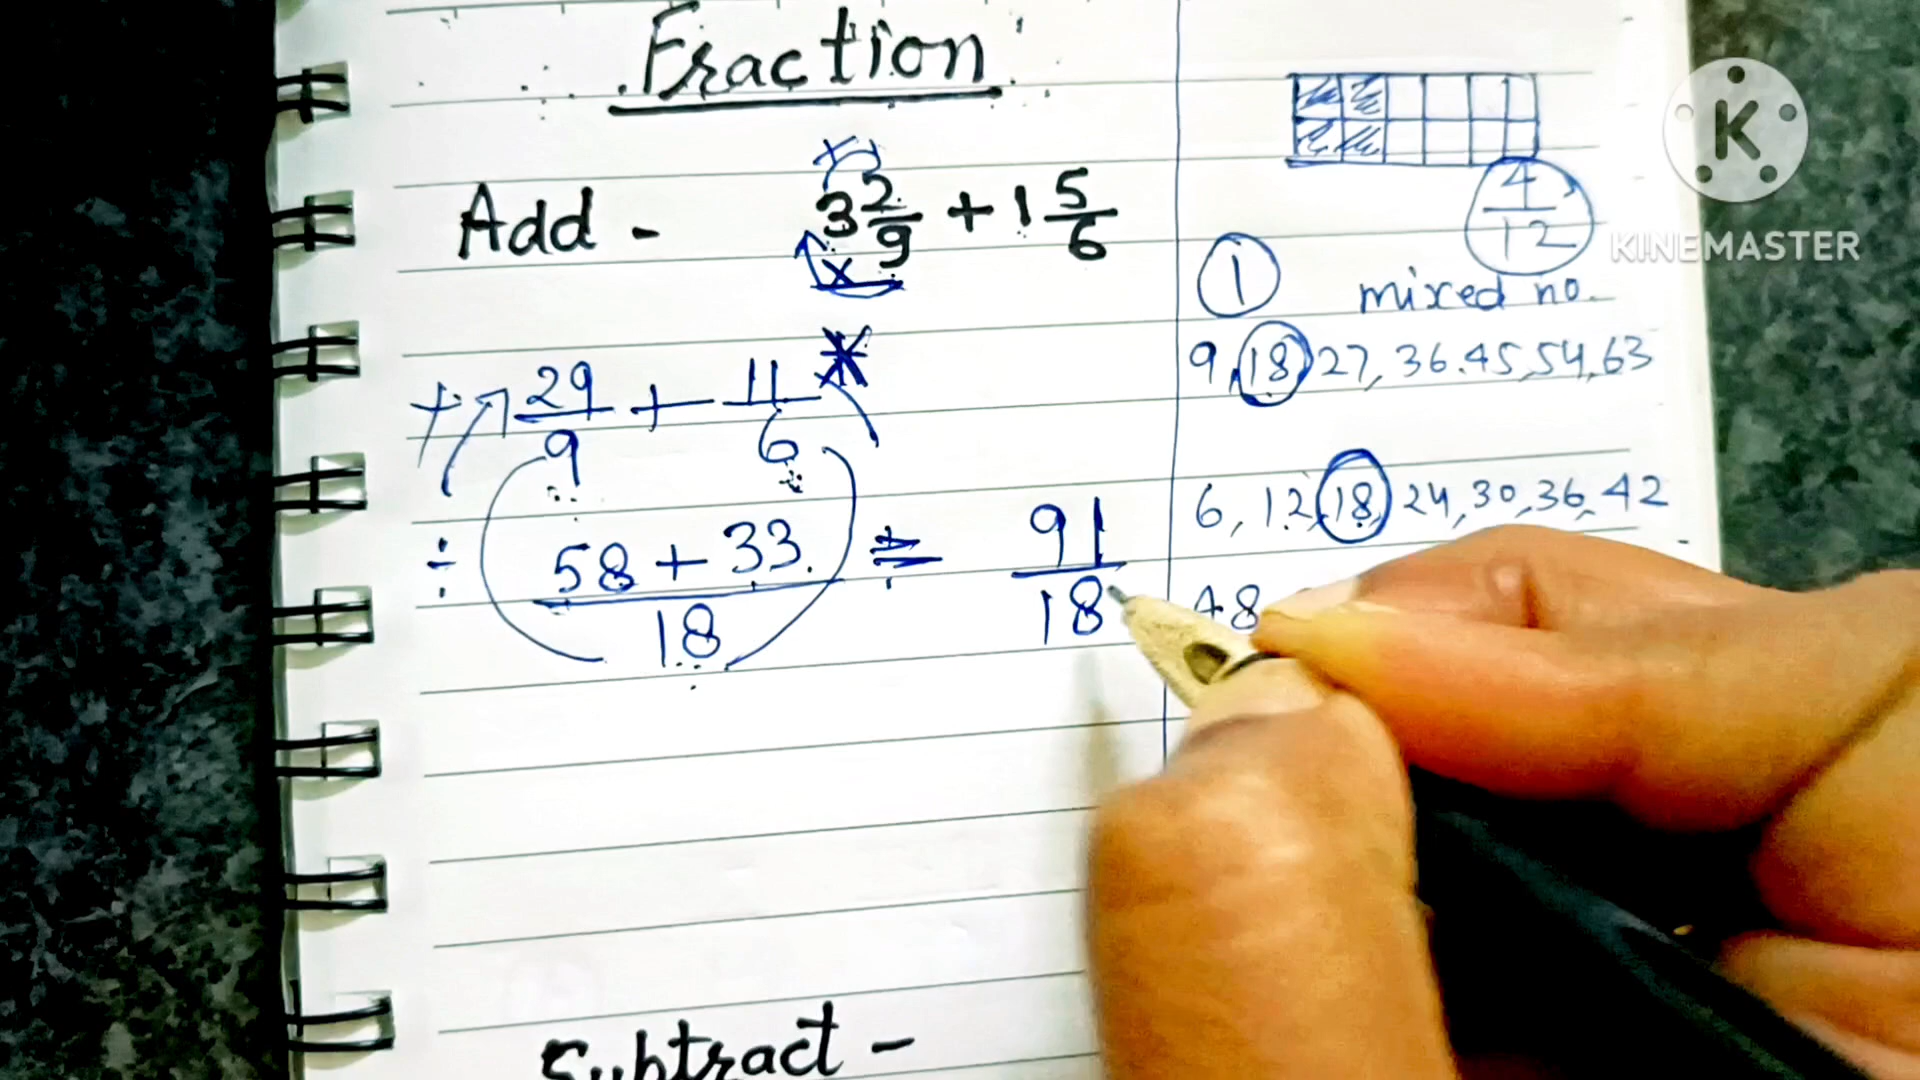 Fraction
Add - 3 2/9 + 1 5/6
4/12
K
KINEMASTER
1
mixed no.
9, 18, 27, 36. 45, 54, 63
6, 12, 18, 24, 30, 36, 42
48
+ 29/9 + 11/6 *
÷ 58 + 33 / 18 = 91/18
Subtract -